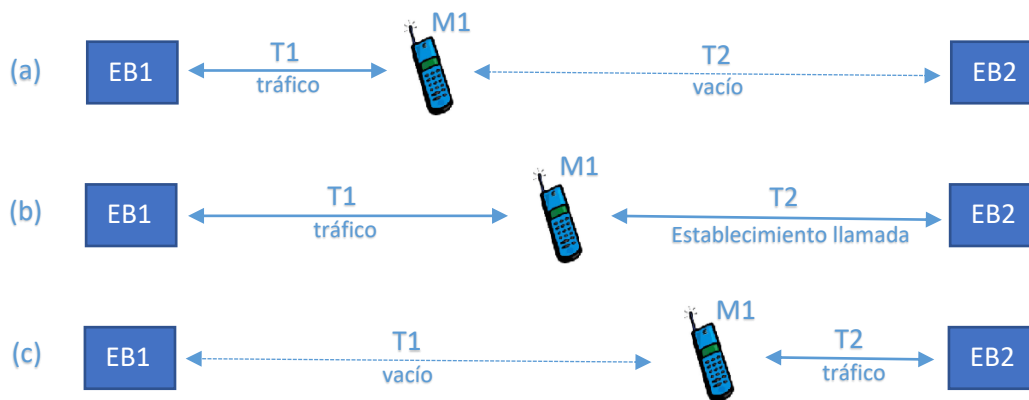 M1
(a) EB1 T1 T2 EB2
tráfico vacío
M1
(b) EB1 T1 T2 EB2
tráfico Establecimiento llamada
M1
(c) EB1 T1 T2 EB2
vacío tráfico